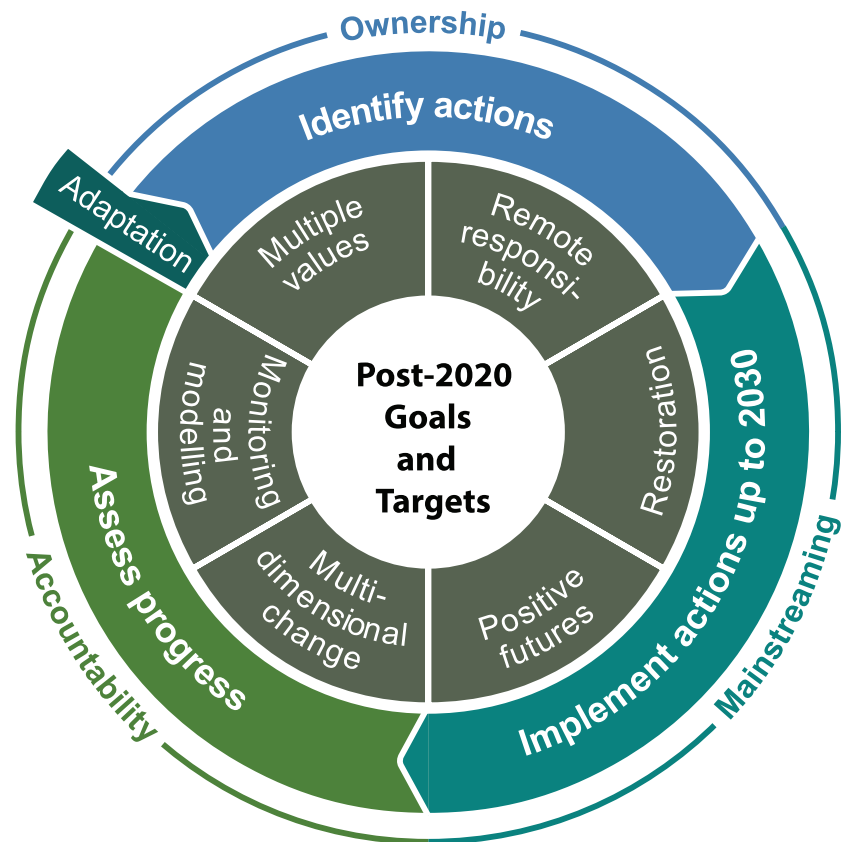 Ownership
Identify actions
Adaptation
Multiple
values
Remote
responsi-
bility
Monitoring
and
modelling
Post-2020
Goals
and
Targets
Restoration
Multi-
dimensional
change
Positive
futures
Implement actions up to 2030
Mainstreaming
Assess progress
Accountability